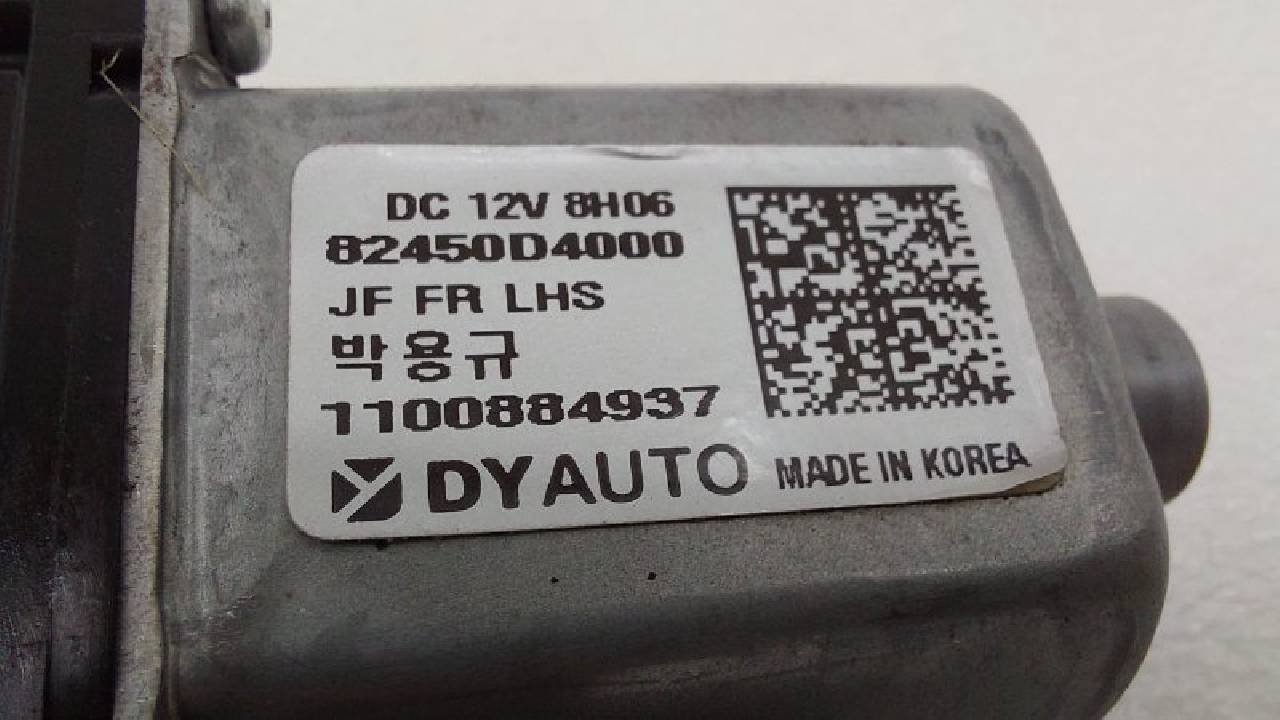 DC 12V 8H06
82450D4000
JF FR LHS
박용규
1100884937
DYAUTO MADE IN KOREA